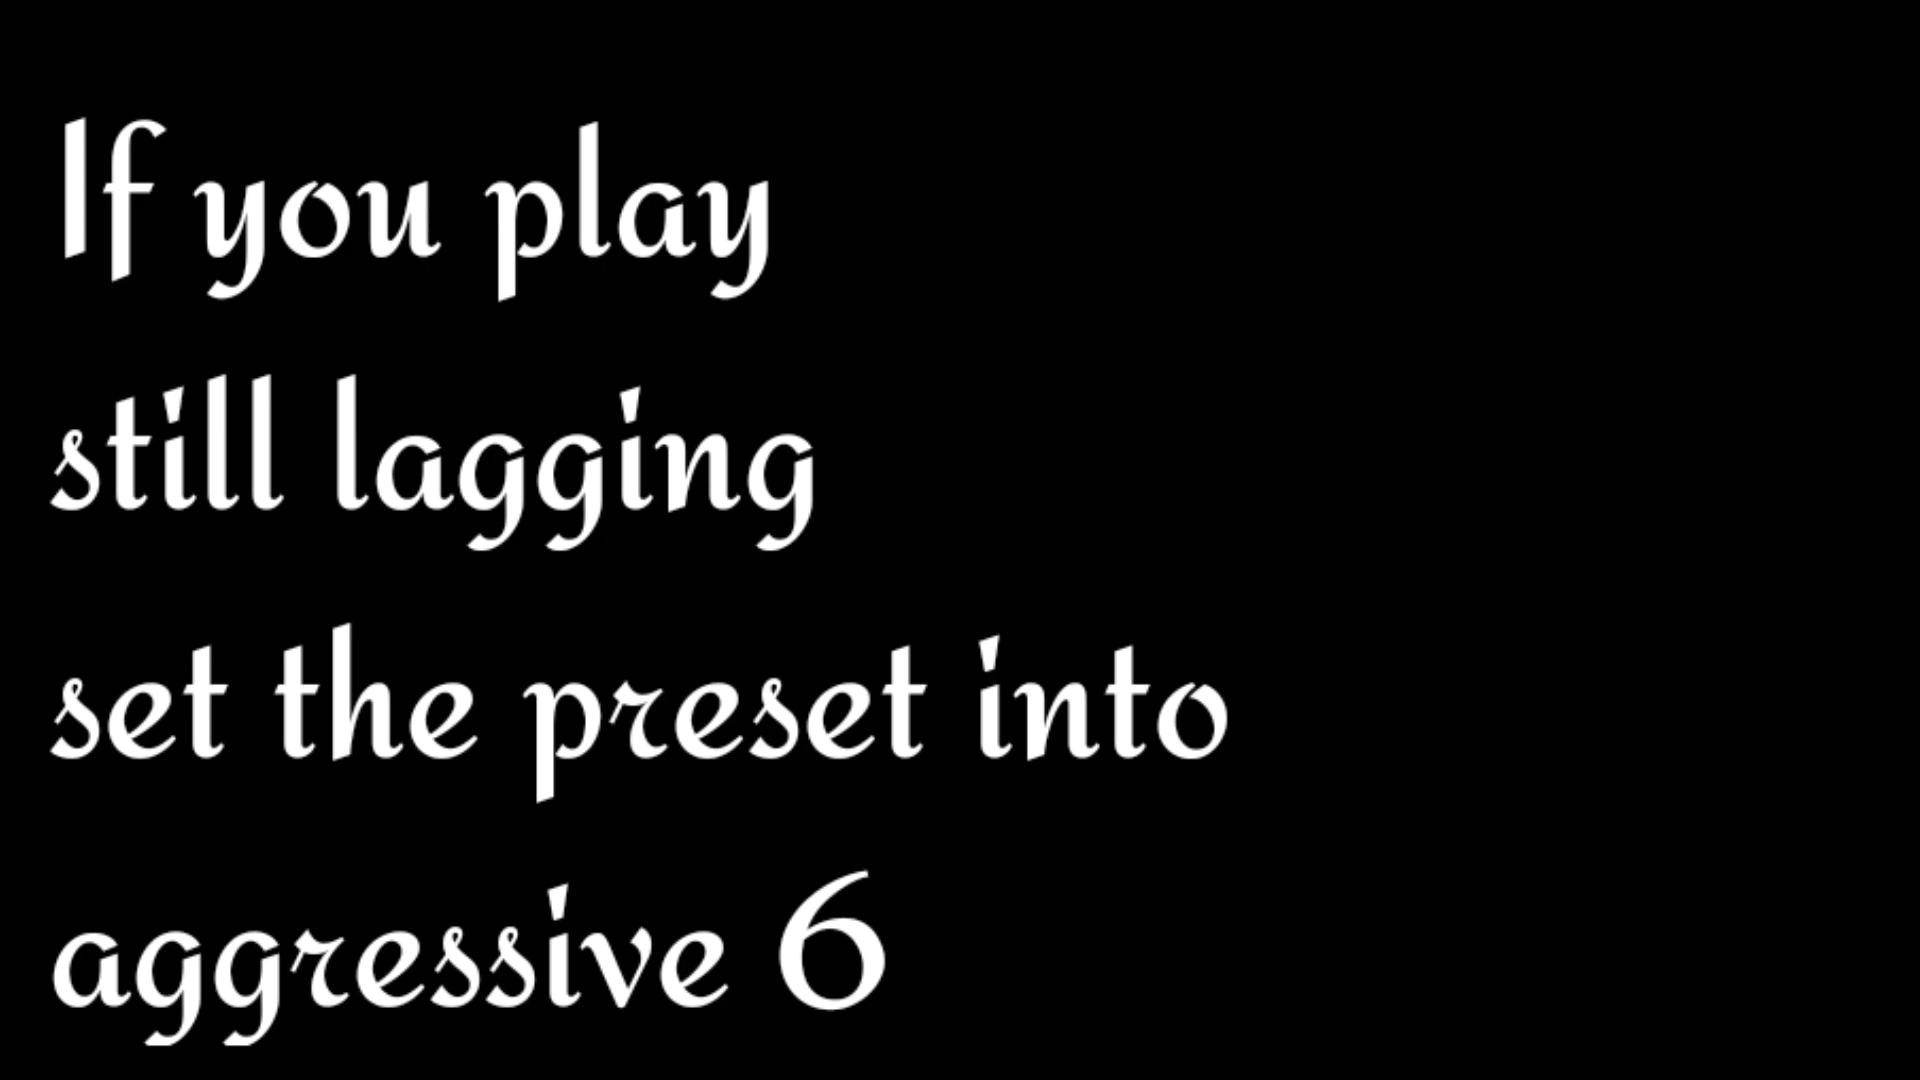 If you play
still lagging
set the preset into
aggressive 6